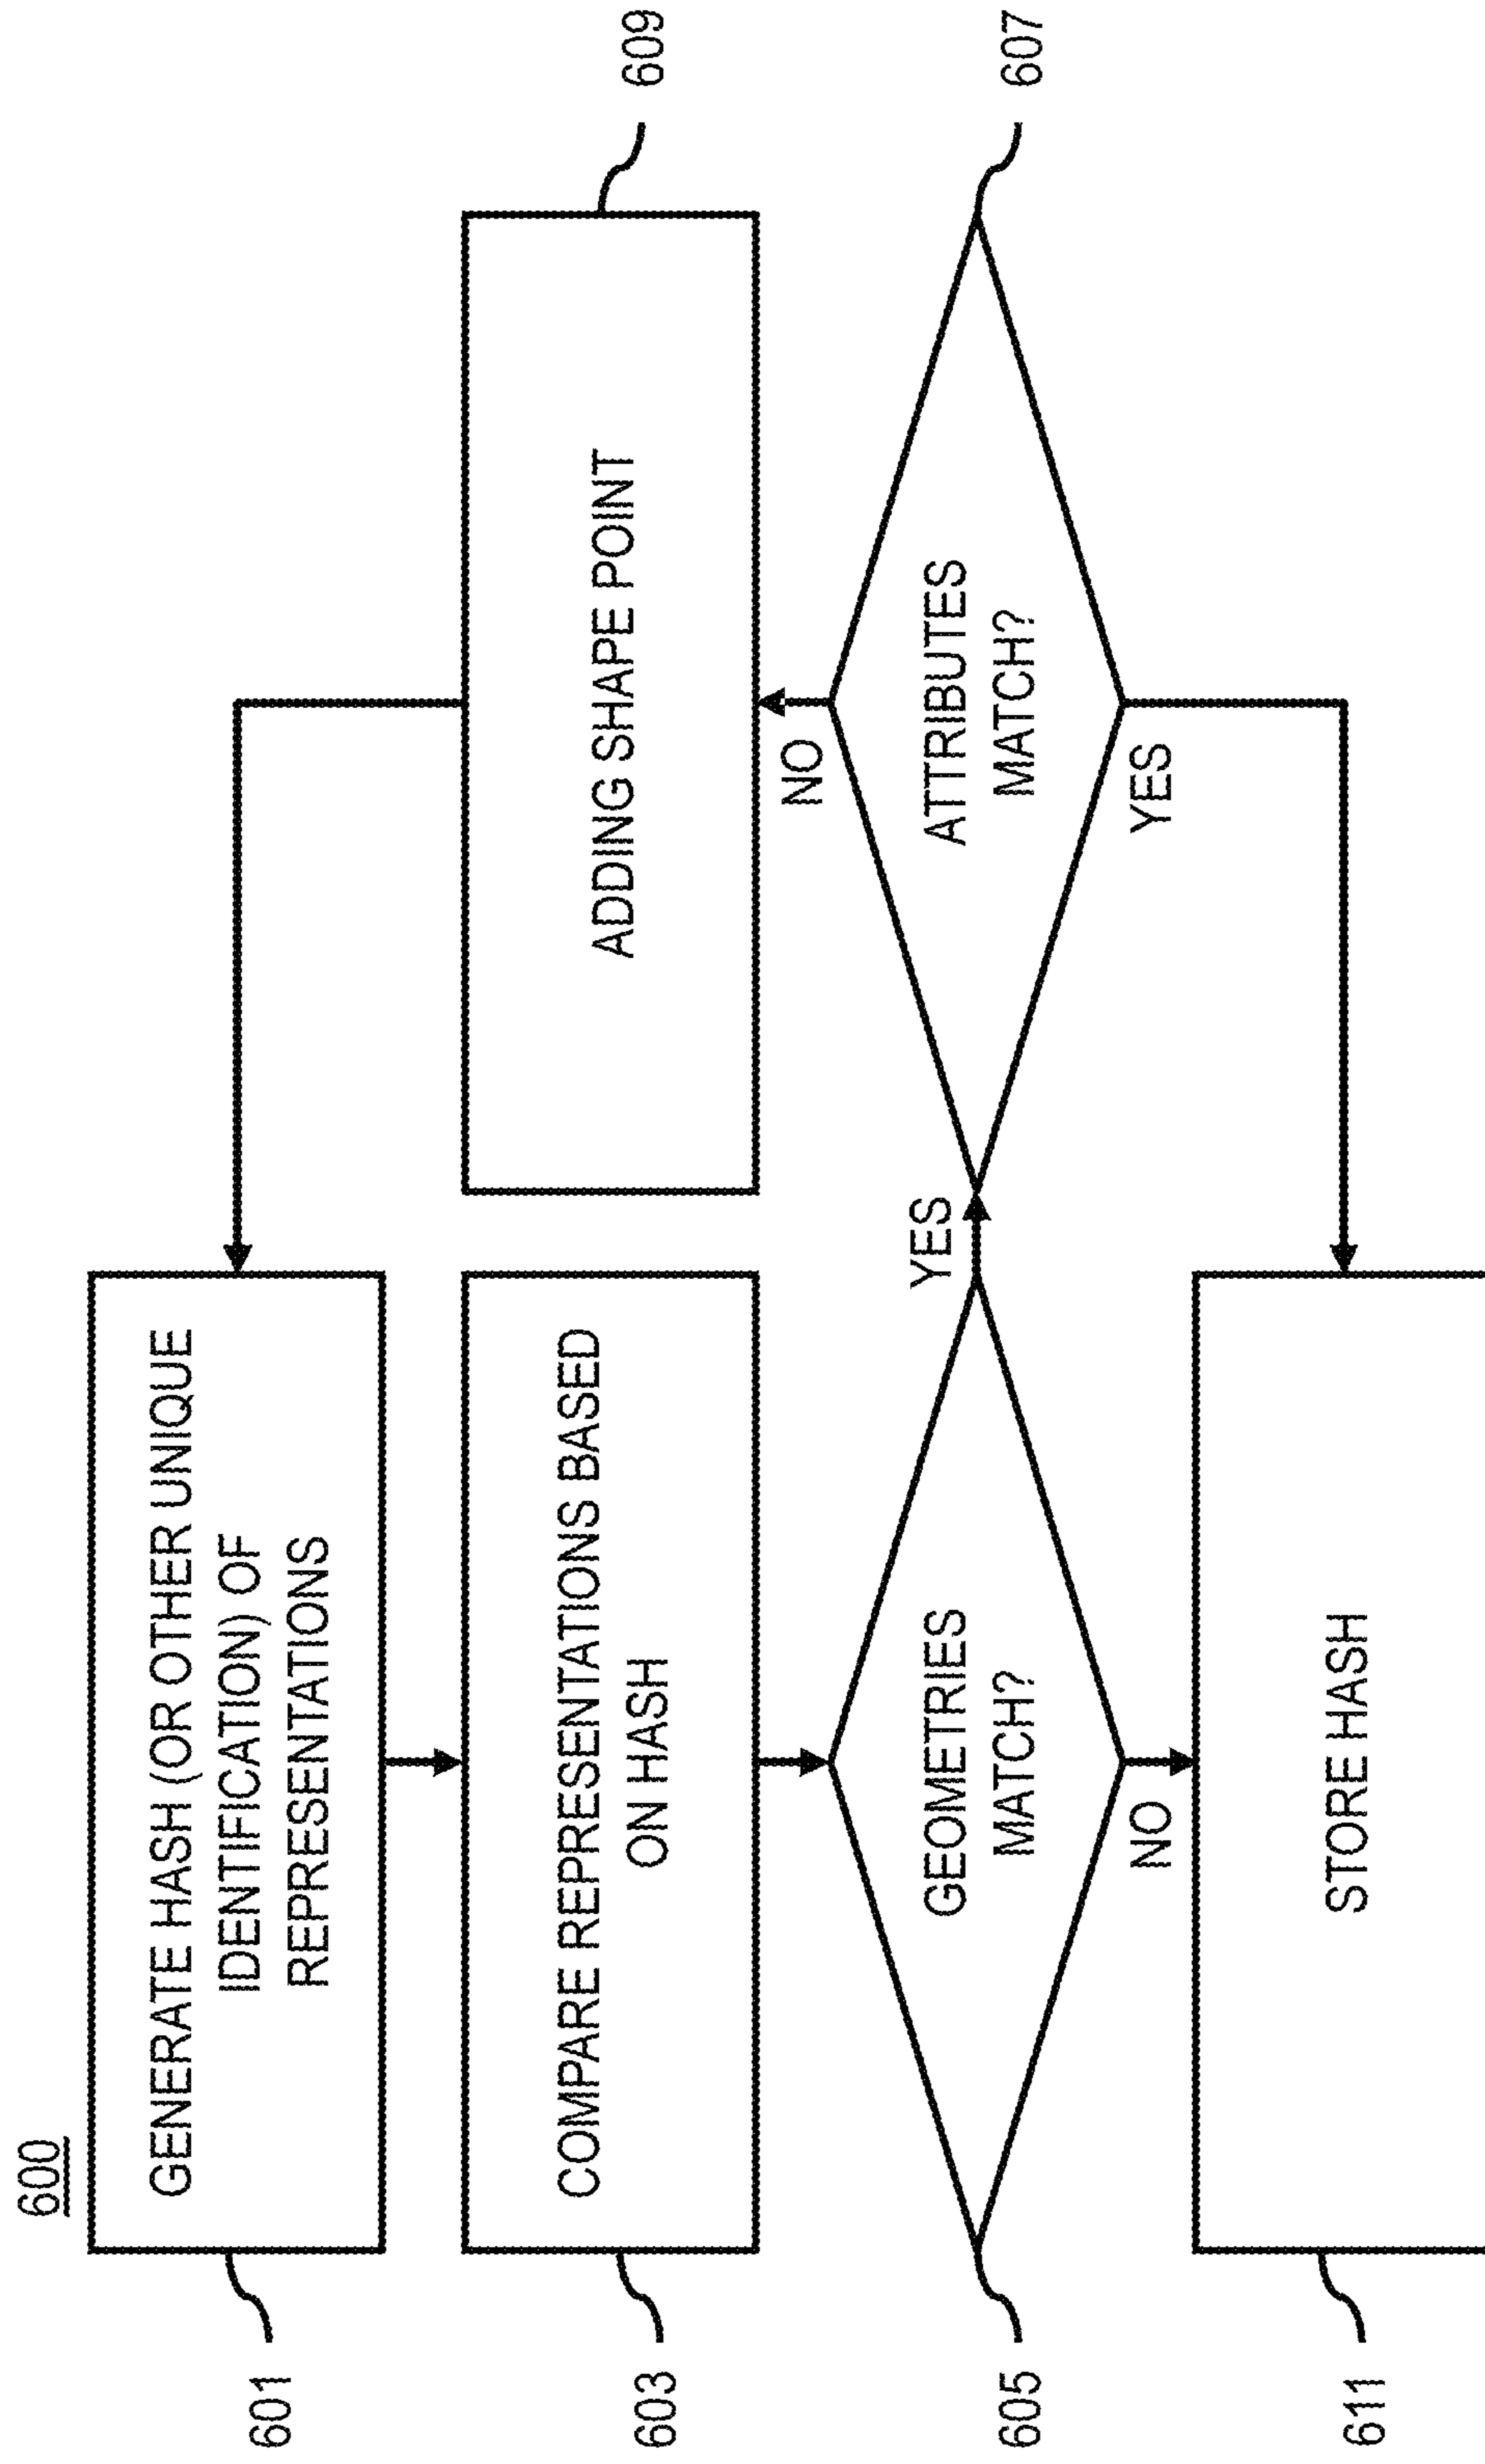 600
601
GENERATE HASH (OR OTHER UNIQUE
IDENTIFICATION) OF
REPRESENTATIONS
603
COMPARE REPRESENTATIONS BASED
ON HASH
609
ADDING SHAPE POINT
605
GEOMETRIES
MATCH?
YES
NO
607
ATTRIBUTES
MATCH?
NO
YES
611
STORE HASH